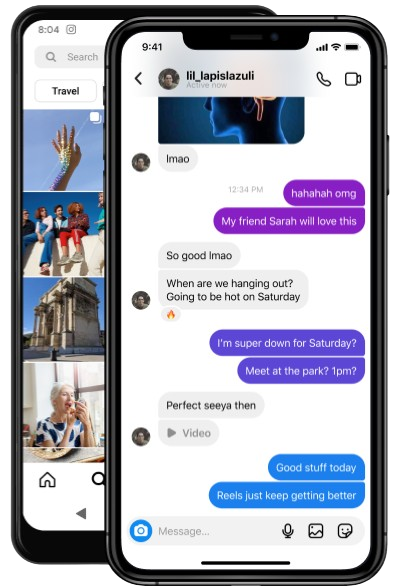 8:04
Search
Travel
9:41
lil_lapislazuli
Active now
lmao
12:34 PM
hahahah omg
My friend Sarah will love this
So good lmao
When are we hanging out?
Going to be hot on Saturday
I'm super down for Saturday?
Meet at the park? 1pm?
Perfect seeya then
Video
Good stuff today
Reels just keep getting better
Message...